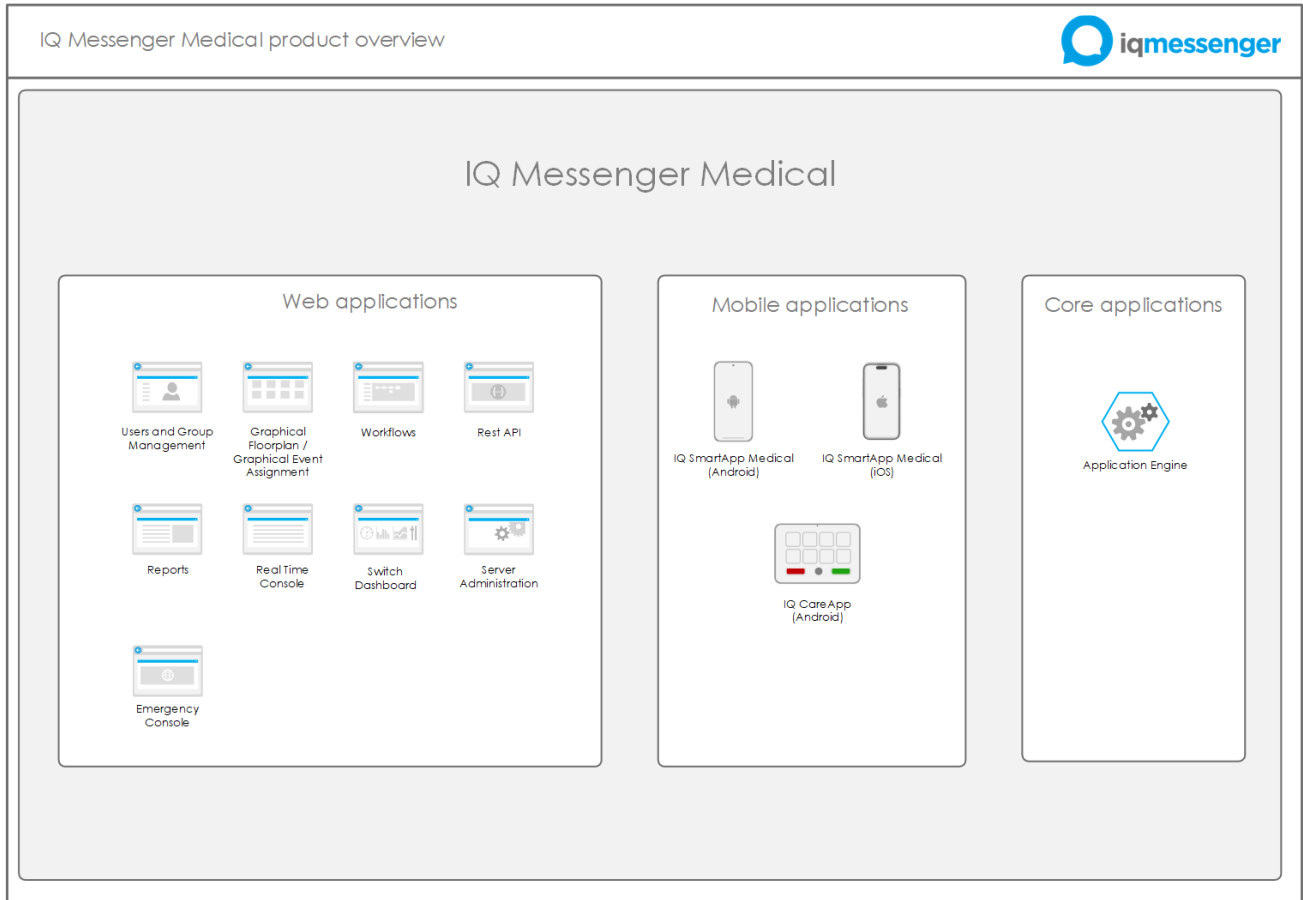 IQ Messenger Medical product overview
iqmessenger
IQ Messenger Medical
Web applications
Users and Group
Management
Graphical
Floorplan /
Graphical Event
Assignment
Workflows
Rest API
Reports
Real Time
Console
Switch
Dashboard
Server
Administration
Emergency
Console
Mobile applications
IQ SmartApp Medical
(Android)
IQ SmartApp Medical
(iOS)
IQ CareApp
(Android)
Core applications
Application Engine